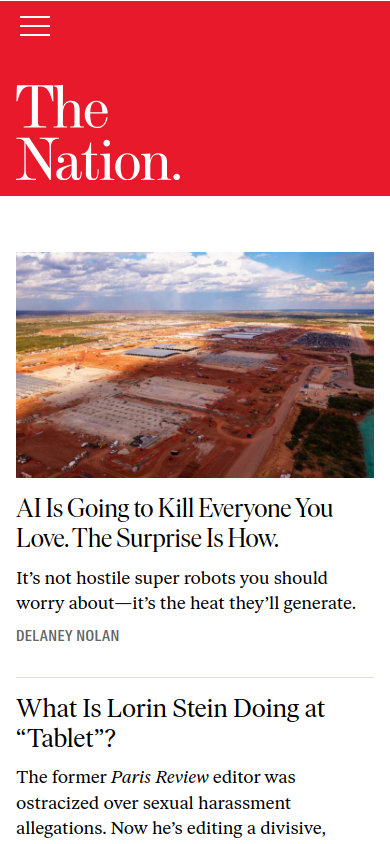 The
Nation.
AI Is Going to Kill Everyone You
Love. The Surprise Is How.
It’s not hostile super robots you should
worry about—it’s the heat they’ll generate.
DELANEY NOLAN
What Is Lorin Stein Doing at
“Tablet”?
The former Paris Review editor was
ostracized over sexual harassment
allegations. Now he’s editing a divisive,